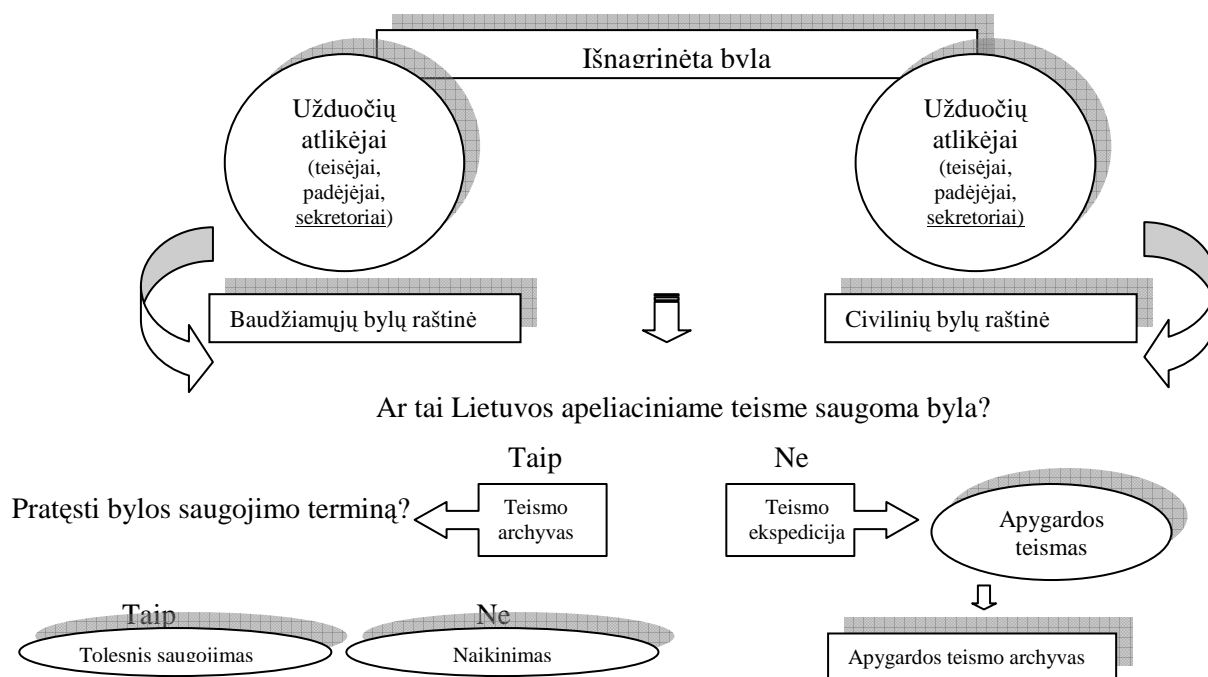 Išnagrinėta byla
Užduočių
atlikėjai
(teisėjai,
padėjėjai,
sekretoriai)
Užduočių
atlikėjai
(teisėjai,
padėjėjai,
sekretoriai)
Baudžiamųjų bylų raštinė
Civilinių bylų raštinė
Ar tai Lietuvos apeliaciniame teisme saugoma byla?
Taip
Ne
Pratęsti bylos saugojimo terminą?
Teismo
archyvas
Teismo
ekspedicija
Apygardos
teismas
Taip
Ne
Tolesnis saugojimas
Naikinimas
Apygardos teismo archyvas